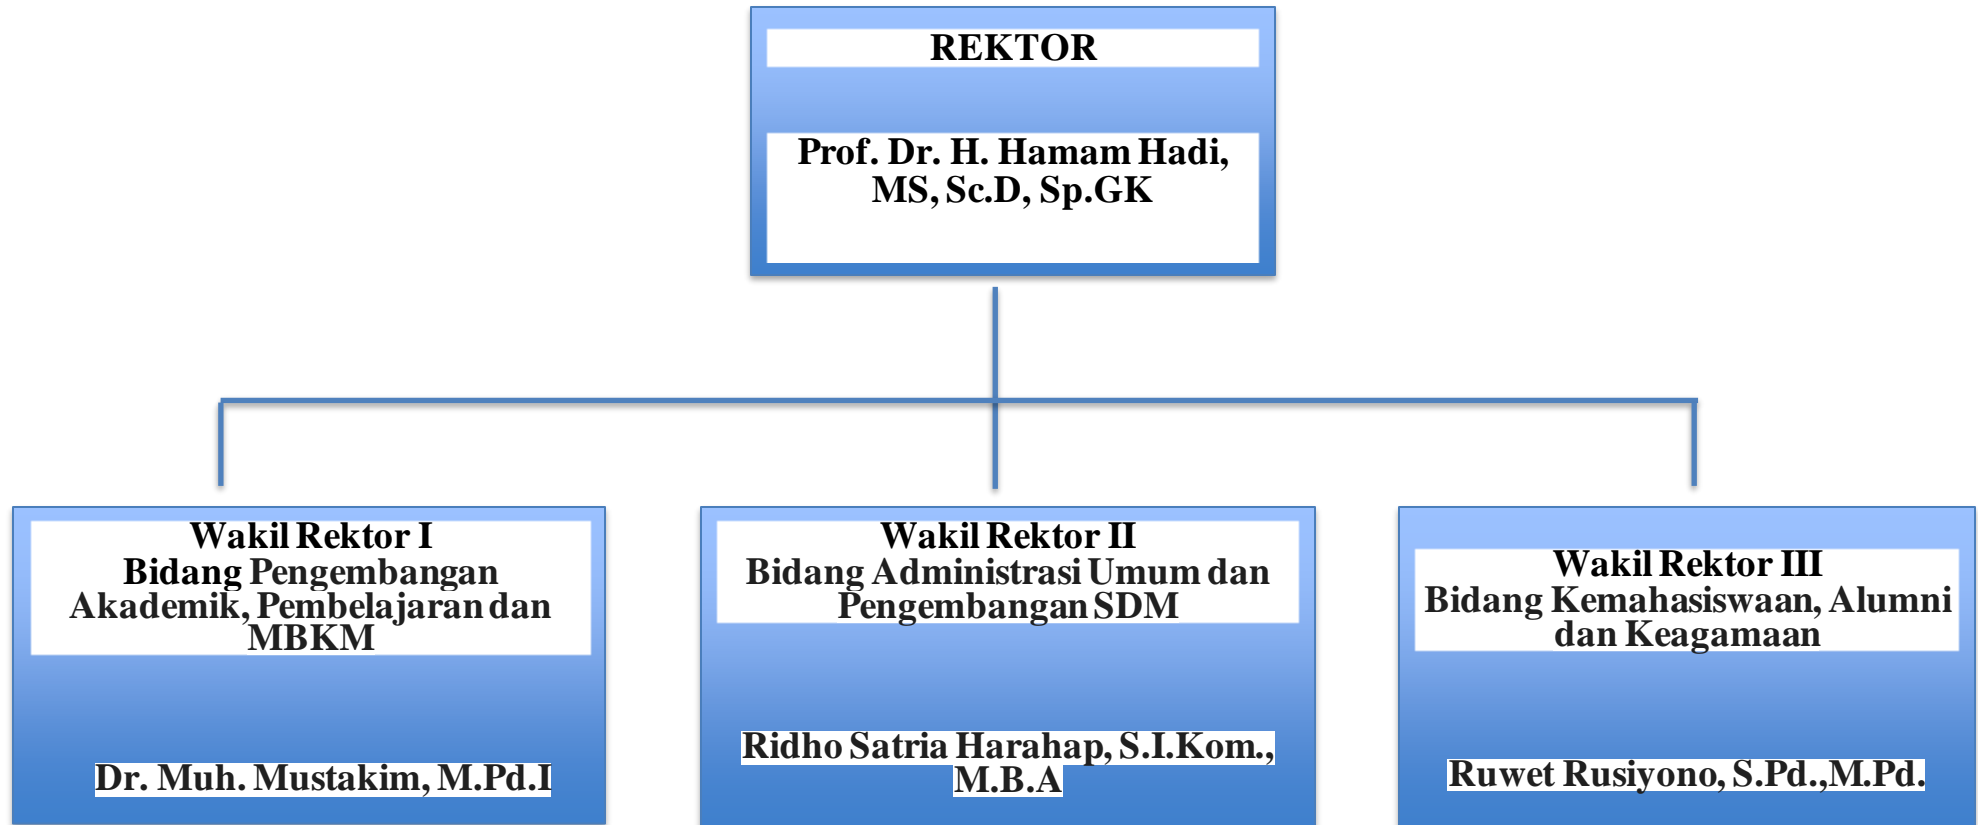 REKTOR
Prof. Dr. H. Hamam Hadi,
MS, Sc.D, Sp.GK
Wakil Rektor I
Bidang Pengembangan
Akademik, Pembelajaran dan
MBKM
Dr. Muh. Mustakim, M.Pd.I
Wakil Rektor II
Bidang Administrasi Umum dan
Pengembangan SDM
Ridho Satria Harahap, S.I.Kom.,
M.B.A
Wakil Rektor III
Bidang Kemahasiswaan, Alumni
dan Keagamaan
Ruwet Rusiyono, S.Pd.,M.Pd.